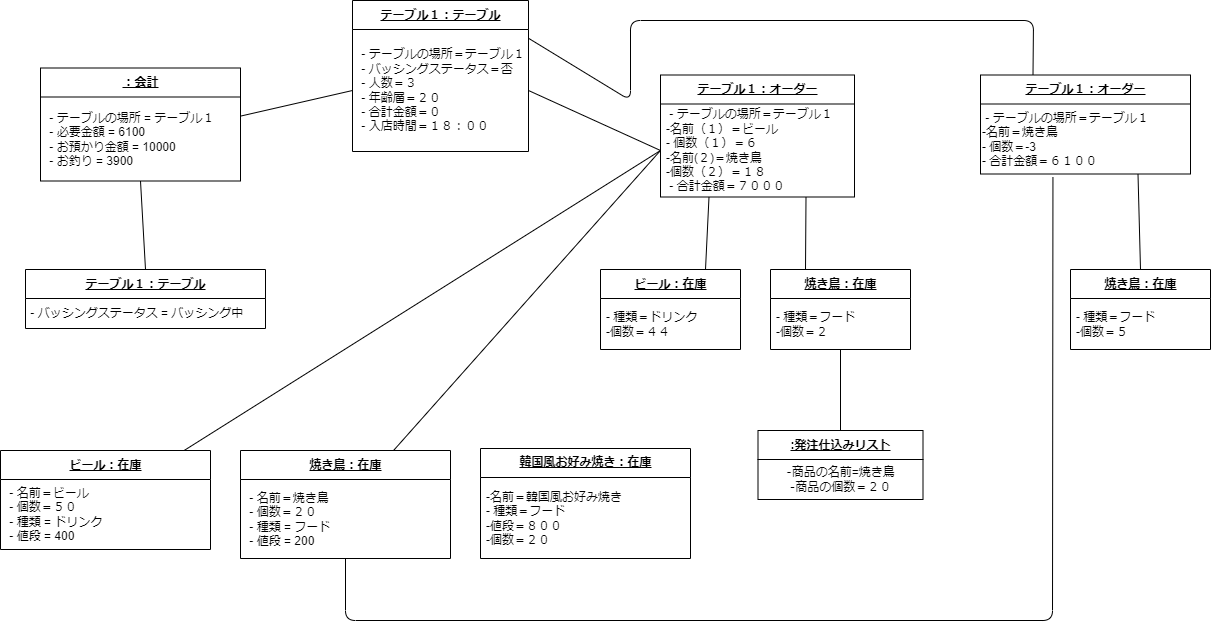 テーブル１：テーブル
- テーブルの場所＝テーブル１
- バッシングステータス＝否
- 人数＝３
- 年齢層＝２０
- 合計金額＝０
- 入店時間＝１８：００
：会計
- テーブルの場所 = テーブル１
- 必要金額 = 6100
- お預かり金額 = 10000
- お釣り = 3900
テーブル１：オーダー
- テーブルの場所＝テーブル１
-名前（１）＝ビール
- 個数（１）＝６
-名前(２)＝焼き鳥
-個数（２）＝１８
- 合計金額＝７０００
テーブル１：オーダー
- テーブルの場所＝テーブル１
-名前＝焼き鳥
- 個数＝-3
- 合計金額＝６１００
テーブル１：テーブル
- バッシングステータス = バッシング中
ビール：在庫
- 種類＝ドリンク
-個数＝４４
焼き鳥：在庫
- 種類＝フード
個数＝２
焼き鳥：在庫
- 種類＝フード
-個数＝５
:発注仕込みリスト
-商品の名前=焼き鳥
-商品の個数＝２０
ビール：在庫
- 名前＝ビール
- 個数＝５０
- 種類 = ドリンク
- 値段 = 400
焼き鳥：在庫
- 名前＝焼き鳥
- 個数＝２０
- 種類＝フード
- 値段 = 200
韓国風お好み焼き：在庫
-名前＝韓国風お好み焼き
- 種類＝フード
-値段＝８００
-個数＝２０